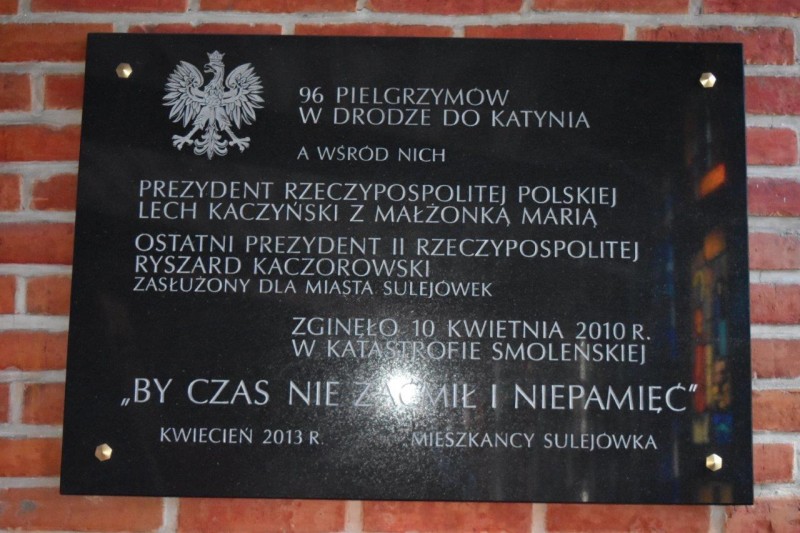 96 PIELGRZYMÓW
W DRODZE DO KATYNIA
A WŚRÓD NICH
PREZYDENT RZECZYPOSPOLITEJ POLSKIEJ
LECH KACZYŃSKI Z MAŁŻONKĄ MARIĄ
OSTATNI PREZYDENT II RZECZYPOSPOLITEJ
RYSZARD KACZOROWSKI
ZASŁUŻONY DLA MIASTA SULEJÓWEK
ZGINĘŁO 10 KWIETNIA 2010 R.
W KATASTROFIE SMOLEŃSKIEJ
„BY CZAS NIE ZAĆMIŁ I NIEPAMIĘĆ”
KWIECIEŃ 2013 R. MIESZKAŃCY SULEJÓWKA